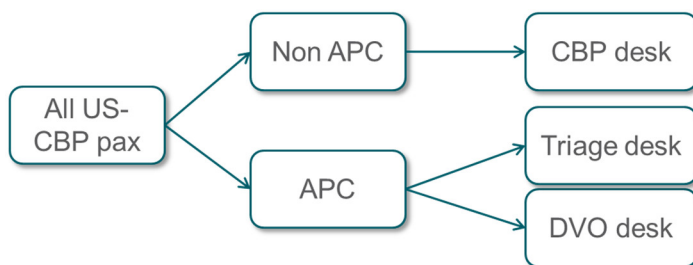 All US-
CBP pax
Non APC
CBP desk
APC
Triage desk
DVO desk